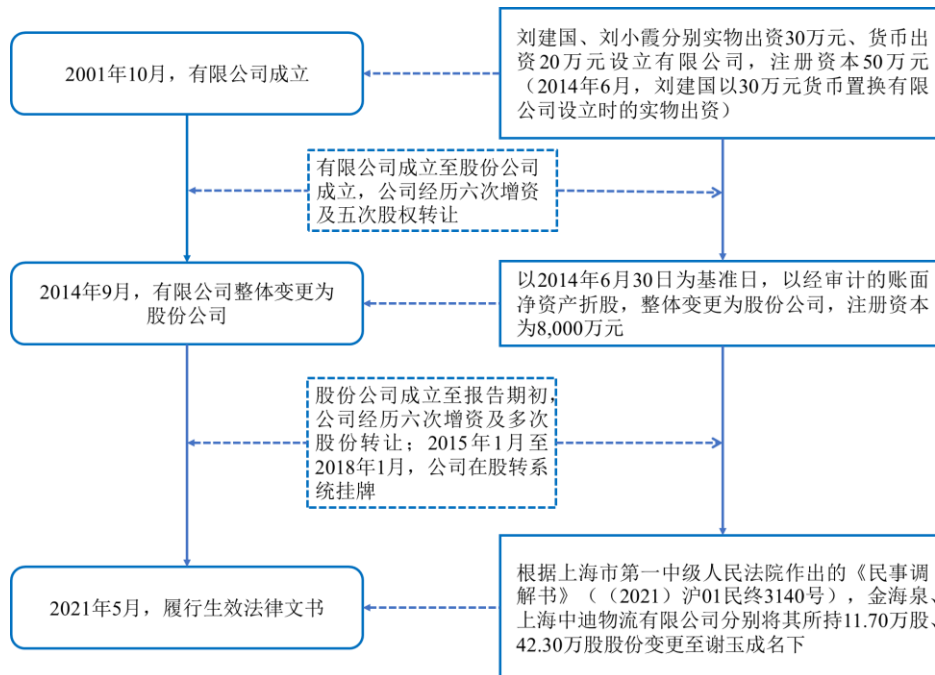 2001年10月，有限公司成立
刘建国、刘小霞分别实物出资30万元、货币出
资20万元设立有限公司，注册资本50万元
（2014年6月，刘建国以30万元货币置换有限
公司设立时的实物出资）
有限公司成立至股份公司
成立，公司经历六次增资
及五次股权转让
2014年9月，有限公司整体变更为
股份公司
以2014年6月30日为基准日，以经审计的账面
净资产折股，整体变更为股份公司，注册资本
为8,000万元
股份公司成立至报告期初，
公司经历六次增资及多次
股份转让；2015年1月至
2018年1月，公司在股转系
统挂牌
2021年5月，履行生效法律文书
根据上海市第一中级人民法院作出的《民事调
解书》（（2021）沪01民终3140号），金海泉、
上海中迪物流有限公司分别将其所持11.70万股、
42.30万股股份变更至谢玉成名下